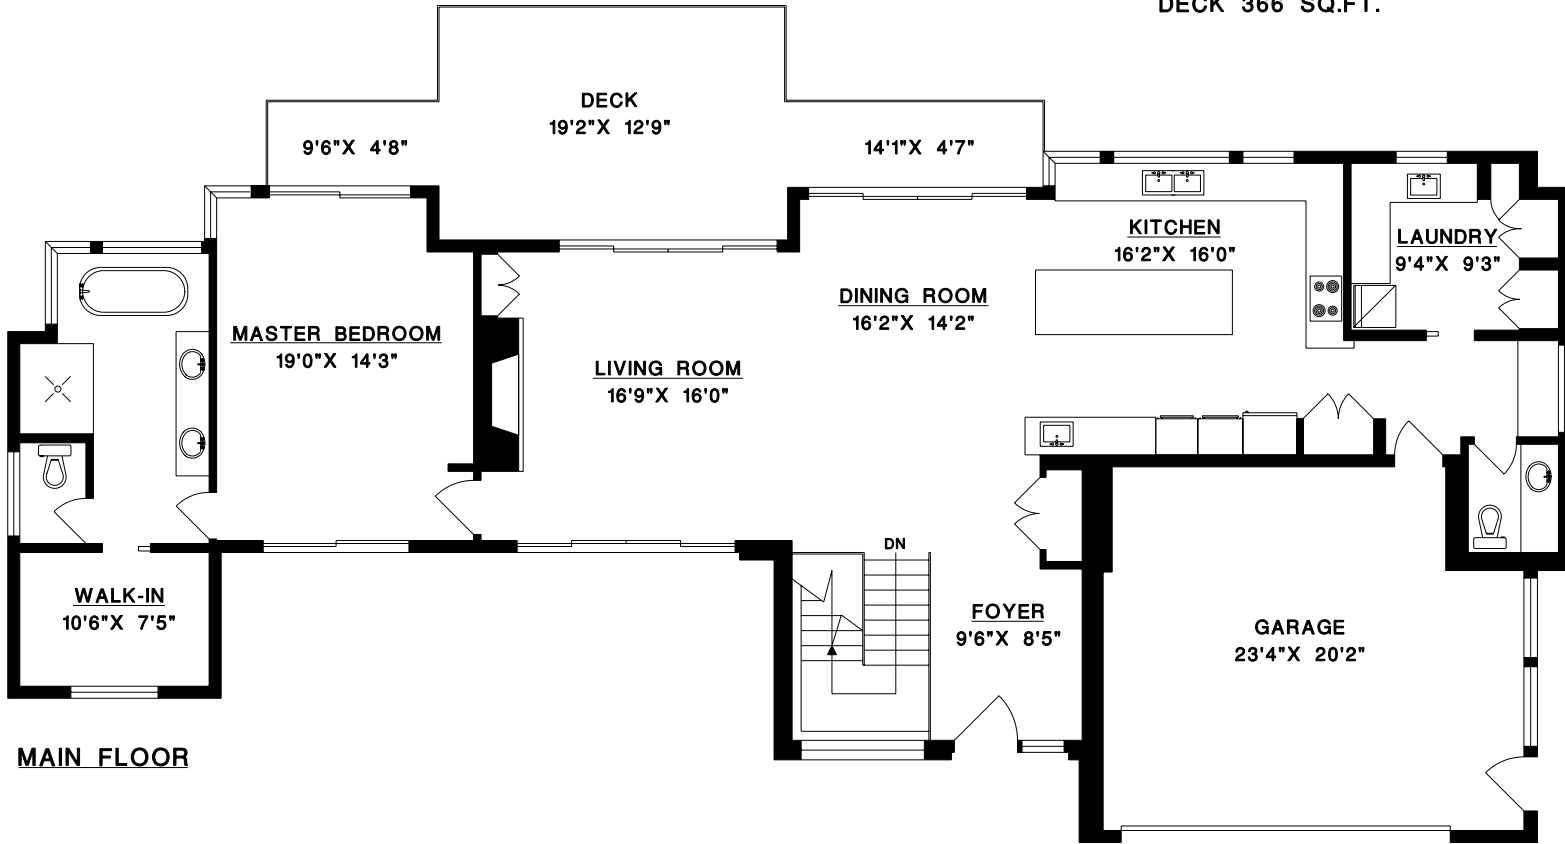 DECK 366 SQ.FT.
DECK
19'2"X 12'9"
9'6"X 4'8"
14'1"X 4'7"
KITCHEN
16'2"X 16'0"
LAUNDRY
9'4"X 9'3"
DINING ROOM
16'2"X 14'2"
MASTER BEDROOM
19'0"X 14'3"
LIVING ROOM
16'9"X 16'0"
DN
WALK-IN
10'6"X 7'5"
FOYER
9'6"X 8'5"
GARAGE
23'4"X 20'2"
MAIN FLOOR